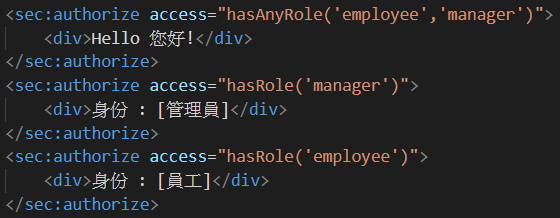 <sec:authorize access="hasAnyRole('employee','manager')">
    <div>Hello 您好!</div>
</sec:authorize>
<sec:authorize access="hasRole('manager')">
    <div>身份 : [管理員]</div>
</sec:authorize>
<sec:authorize access="hasRole('employee')">
    <div>身份 : [員工]</div>
</sec:authorize>